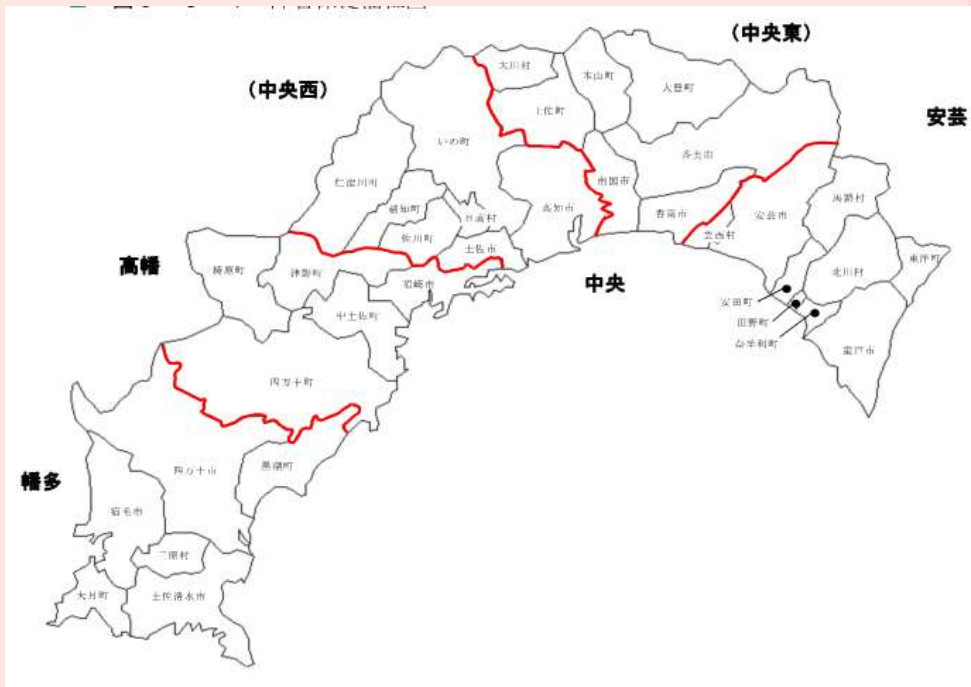 (中央東)
(中央西)
安芸
高幡
中央
幡多
大川村
本山町
大豊町
土佐町
いの町
香美市
仁淀川町
南国市
高知市
越知町
日高村
香南市
安芸市
馬路村
佐川町
芸西村
土佐市
梼原町
津野町
須崎市
北川村
東洋町
中土佐町
安田町
田野町
奈半利町
室戸市
四万十町
四万十市
黒潮町
宿毛市
三原村
大月町
土佐清水市